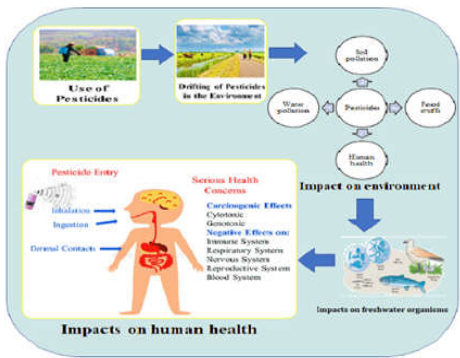 Use of
Pesticides
Drifting of Pesticides
in the Environment
Soil
pollution
Water
pollution
Pesticides
Food
stuffs
Human
health
Impact on environment
Pesticide Entry
Inhalation
Ingestion
Dermal Contacts
Serious Health
Concerns
Carcinogenic Effects
Cytotoxic
Genotoxic
Negative Effects on:
Immune System
Respiratory System
Nervous System
Reproductive System
Blood System
Impacts on freshwater organisms
Impacts on human health